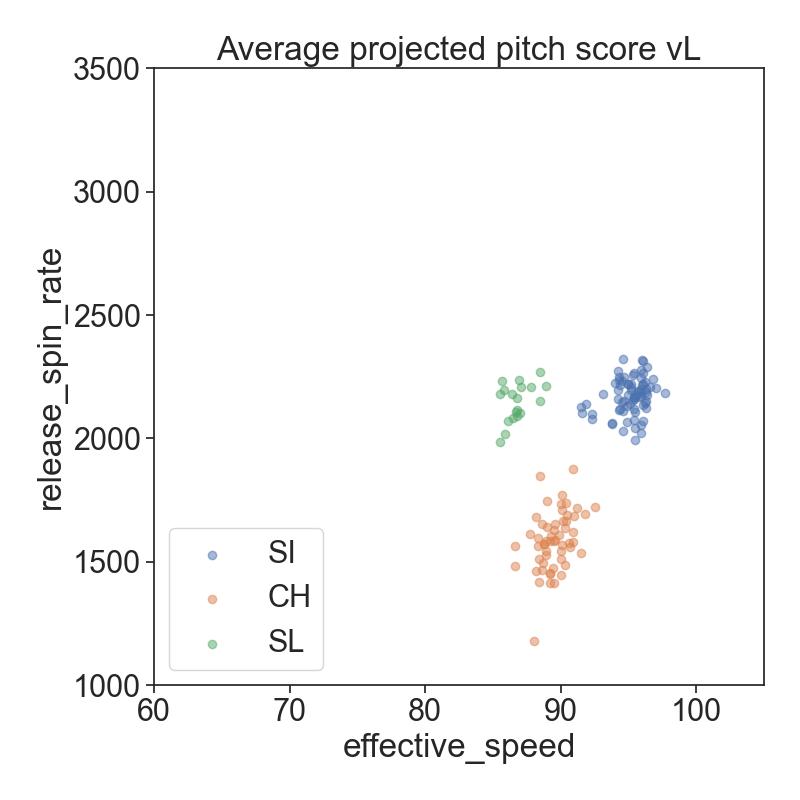 Average projected pitch score vL
3500
3000
2500
2000
1500
1000
release_spin_rate
SI
CH
SL
60
70
80
90
100
effective_speed